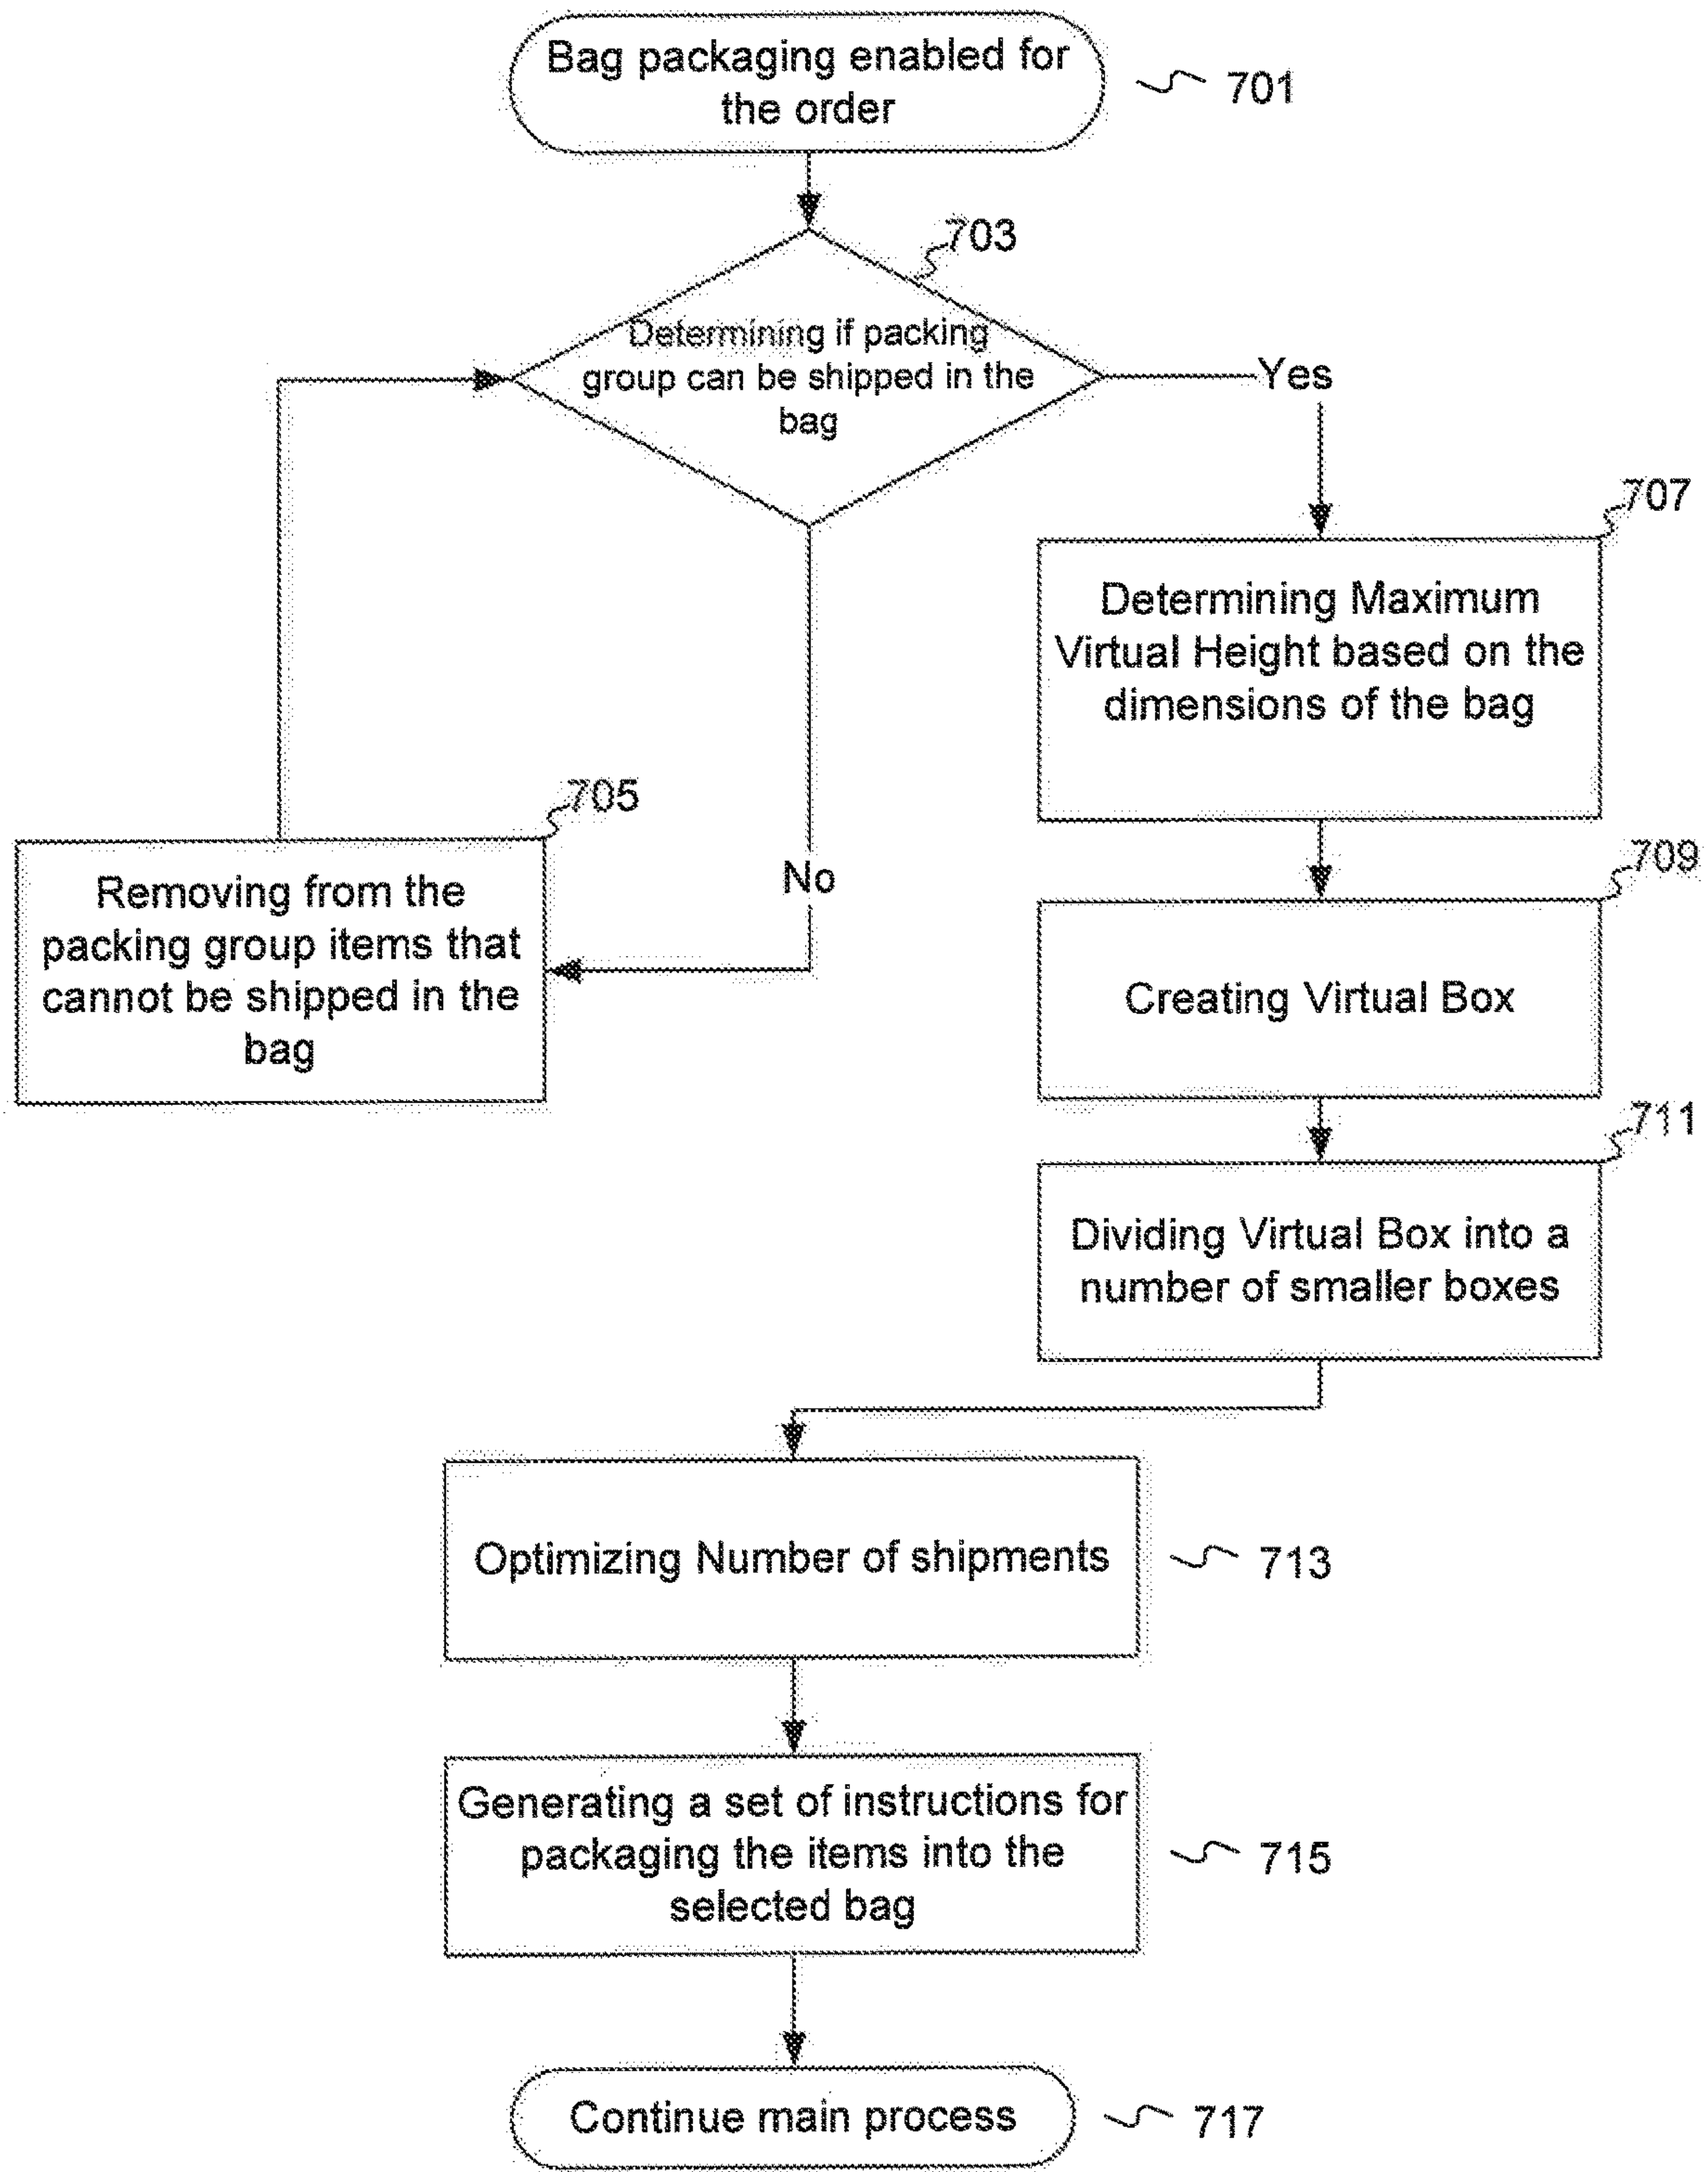 Bag packaging enabled for
the order
701
703
Determining if packing
group can be shipped in the
bag
Yes
707
Determining Maximum
Virtual Height based on the
dimensions of the bag
705
Removing from the
packing group items that
cannot be shipped in the
bag
No
709
Creating Virtual Box
711
Dividing Virtual Box into a
number of smaller boxes
Optimizing Number of shipments
713
Generating a set of instructions for
packaging the items into the
selected bag
715
Continue main process
717